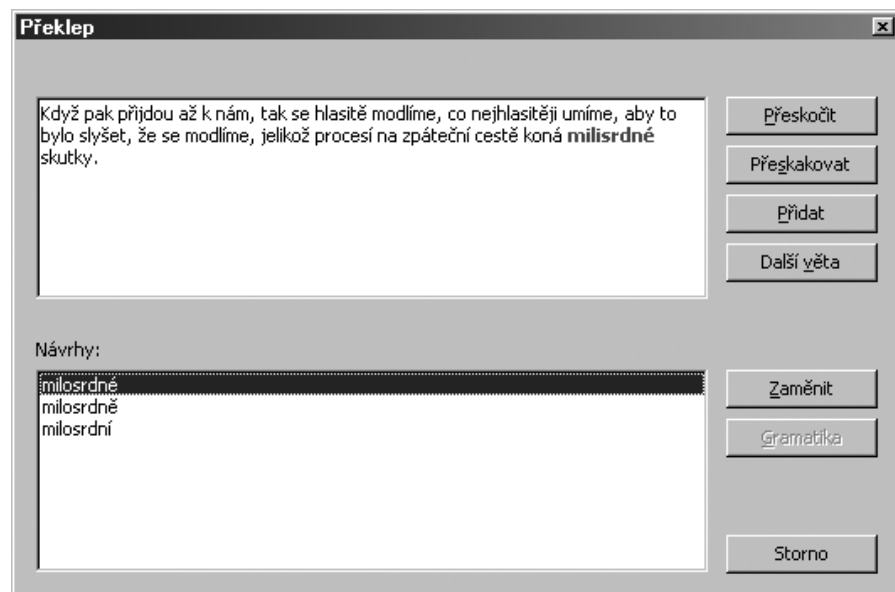 Překlep
Když pak přijdou až k nám, tak se hlasitě modlíme, co nejhlasitěji umíme, aby to
bylo slyšet, že se modlíme, jelikož procesí na zpáteční cestě koná milisrdné
skutky.
Přeskočit
Přeskakovat
Přidat
Další věta
Návrhy:
milosrdné
milosrdně
milosrdní
Zaměnit
Gramatika
Storno